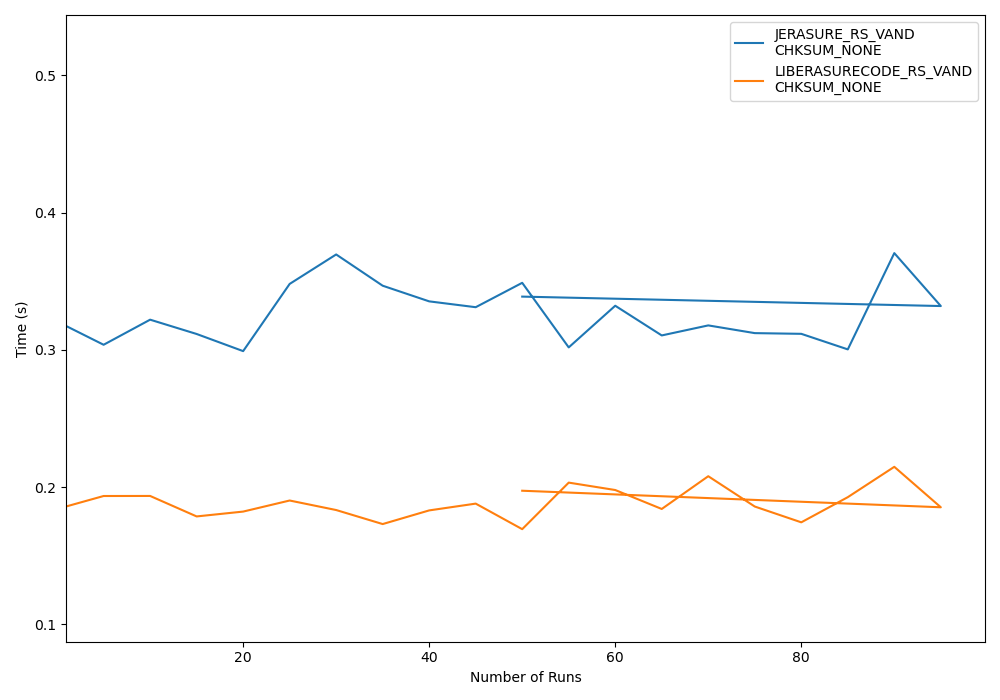 JERASURE_RS_VAND
CHKSUM_NONE
LIBERASURECODE_RS_VAND
CHKSUM_NONE
0.5
0.4
0.3
0.2
0.1
Time (s)
20 40 60 80
Number of Runs